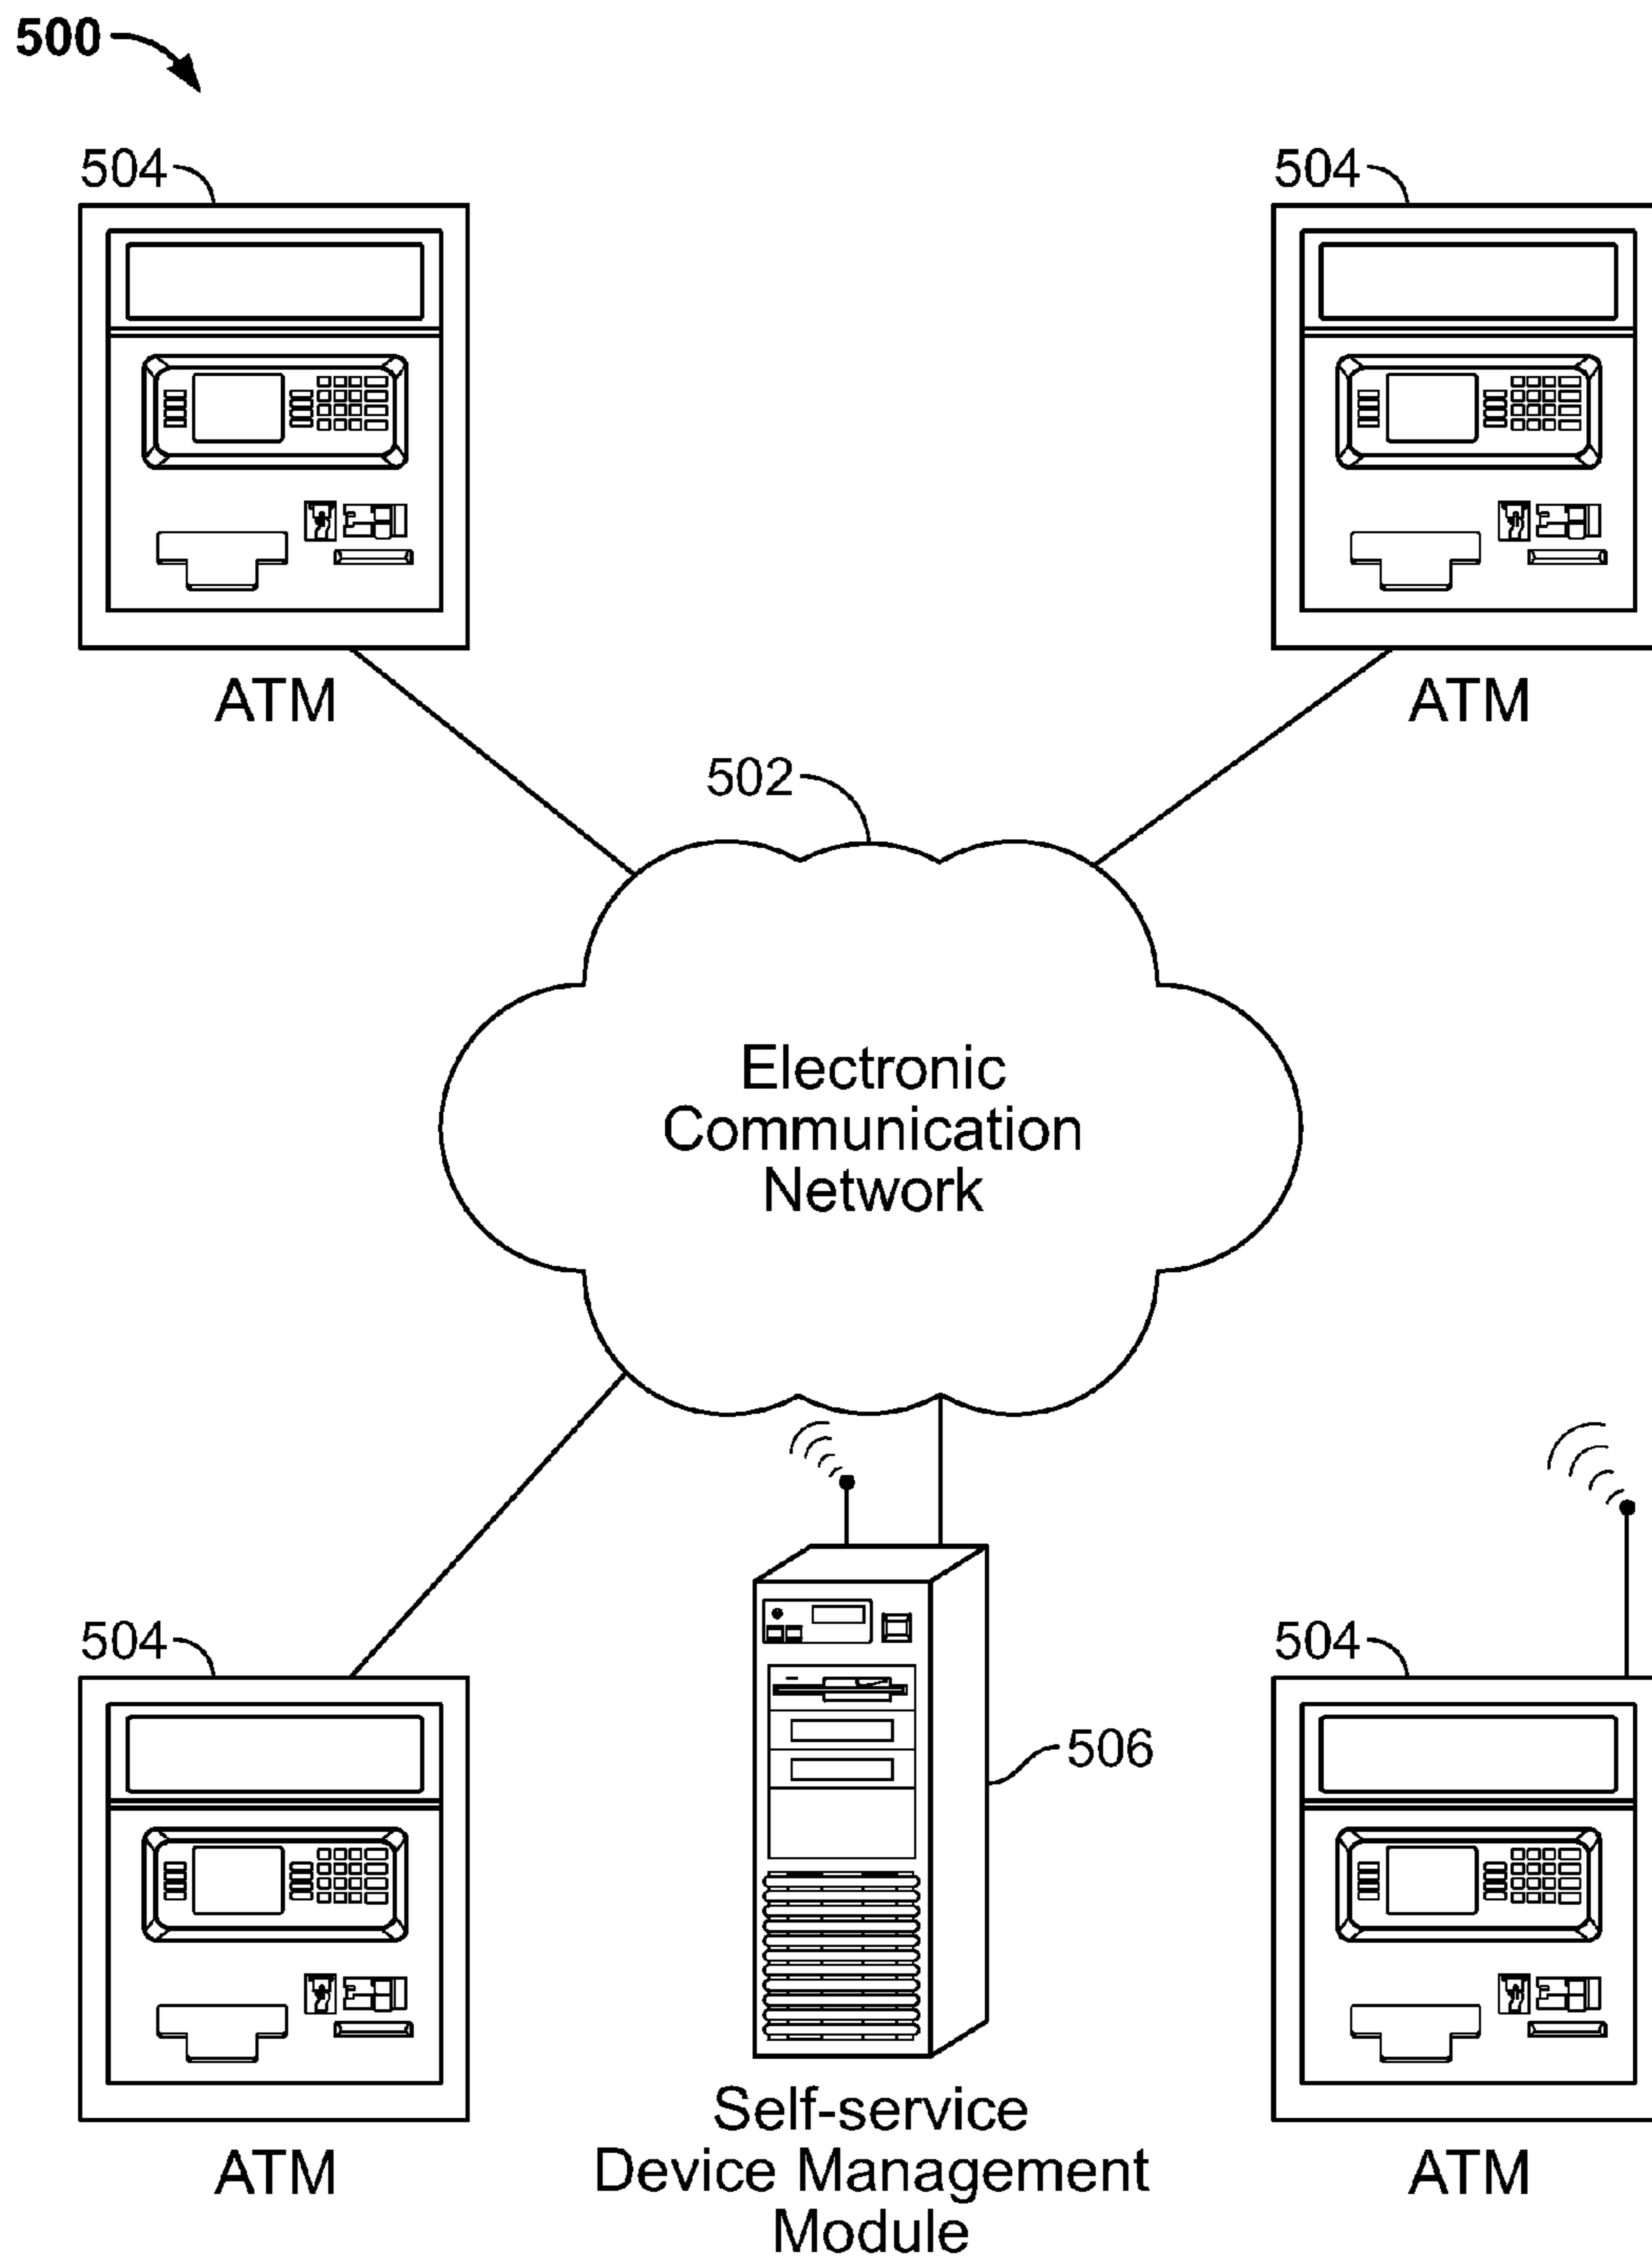 500
504
504
ATM
ATM
502
Electronic
Communication
Network
504
504
506
Self-service
Device Management
Module
ATM
ATM